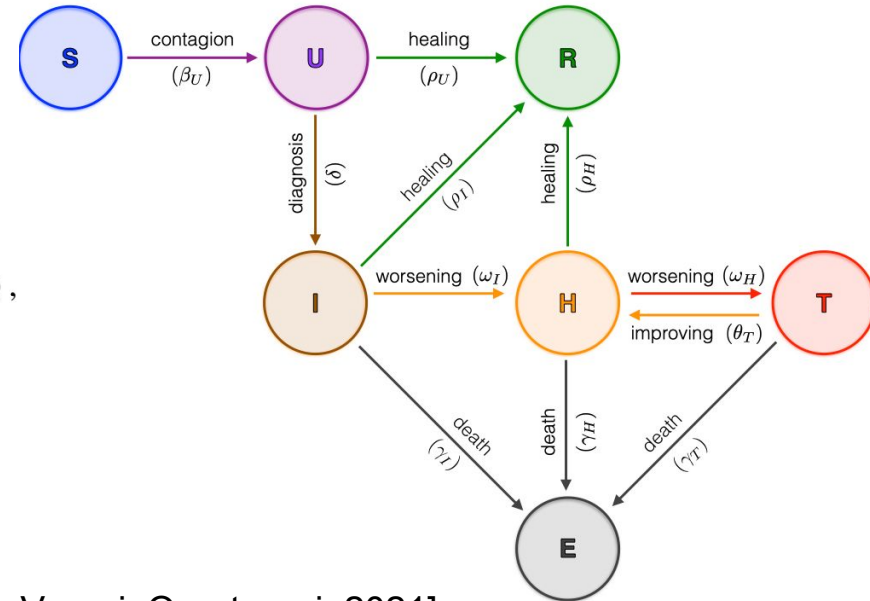 S
contagion
(β_U)
U
healing
(ρ_U)
R
diagnosis
(δ)
healing
(ρ_I)
healing
(ρ_H)
,
I
worsening (ω_I)
H
worsening (ω_H)
improving (θ_T)
T
death
(γ_I)
death
(γ_H)
death
(γ_T)
E
2021]